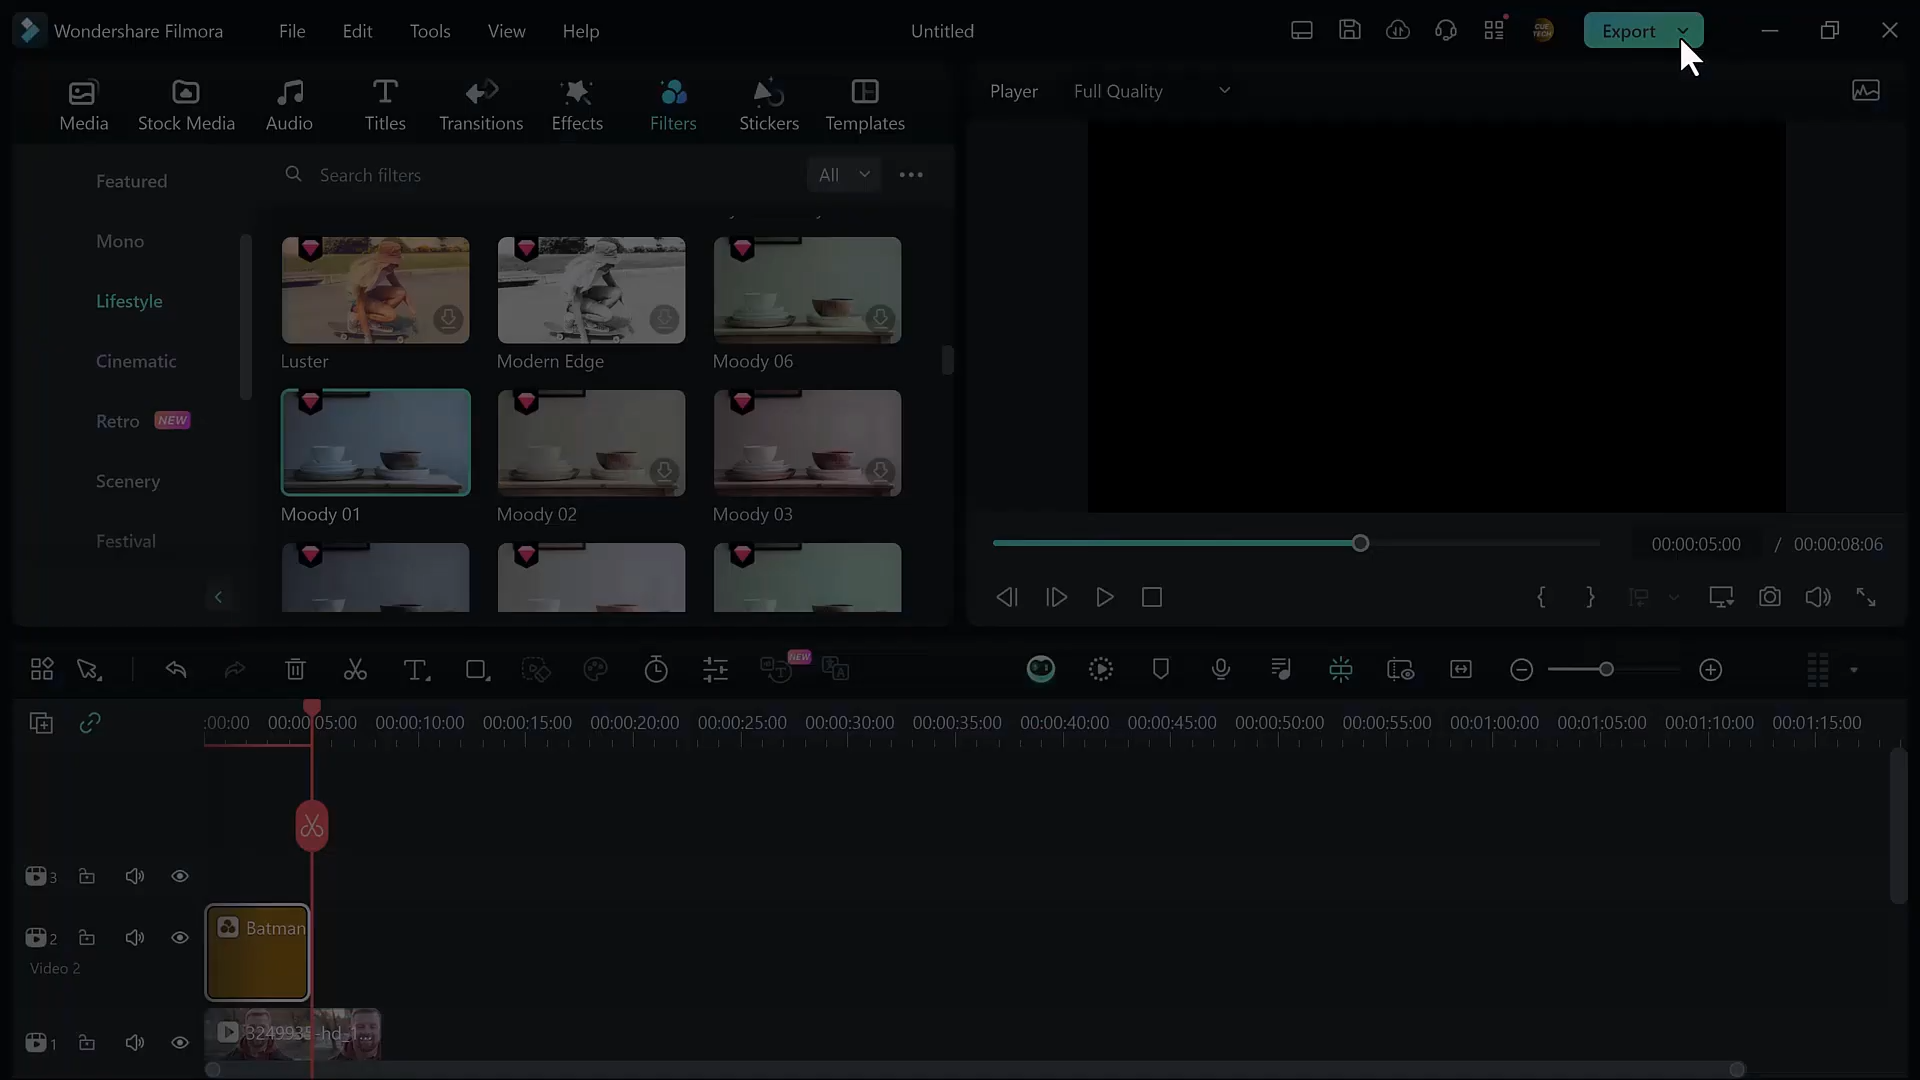 Wondershare Filmora File Edit Tools View Help Untitled CUE TECH Export
Media Stock Media Audio Titles Transitions Effects Filters Stickers Templates
Player Full Quality
Featured
Mono
Lifestyle
Cinematic
Retro NEW
Scenery
Festival
Search filters All
Luster Modern Edge Moody 06
Moody 01 Moody 02 Moody 03
00:00:05:00 / 00:00:08:06
NEW
:00:00 00:00:05:00 00:00:10:00 00:00:15:00 00:00:20:00 00:00:25:00 00:00:30:00 00:00:35:00 00:00:40:00 00:00:45:00 00:00:50:00 00:00:55:00 00:01:00:00 00:01:05:00 00:01:10:00 00:01:15:00
3
2 Batman
Video 2
1 3249935-hd_1...